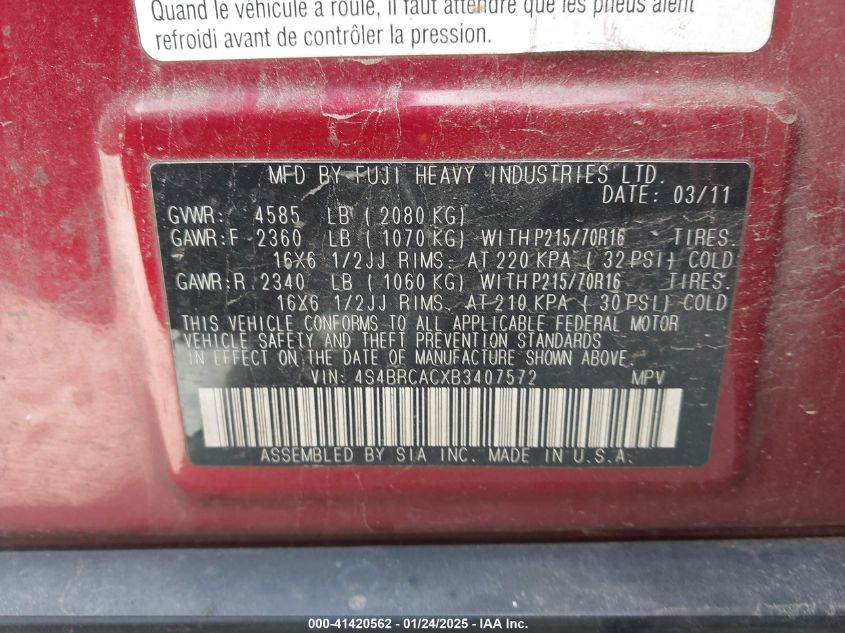 Quand le véhicule a roulé, il faut attendre que les pneus aient
refroidi avant de contrôler la pression.
MFD BY FUJI HEAVY INDUSTRIES LTD.
DATE: 03/11
GVWR: 4585 LB (2080 KG)
GAWR:F 2360 LB (1070 KG) WITH P215/70R16 TIRES.
16X6 1/2JJ RIMS. AT 220 KPA (32 PSI) COLD
GAWR:R 2340 LB (1060 KG) WITH P215/70R16 TIRES.
16X6 1/2JJ RIMS. AT 210 KPA (30 PSI) COLD
THIS VEHICLE CONFORMS TO ALL APPLICABLE FEDERAL MOTOR
VEHICLE SAFETY AND THEFT PREVENTION STANDARDS
IN EFFECT ON THE DATE OF MANUFACTURE SHOWN ABOVE.
VIN: 4S4BRCACXB3407572 MPV
ASSEMBLED BY SIA INC. MADE IN U.S.A.
000-41420562 - 01/24/2025 - IAAI.com